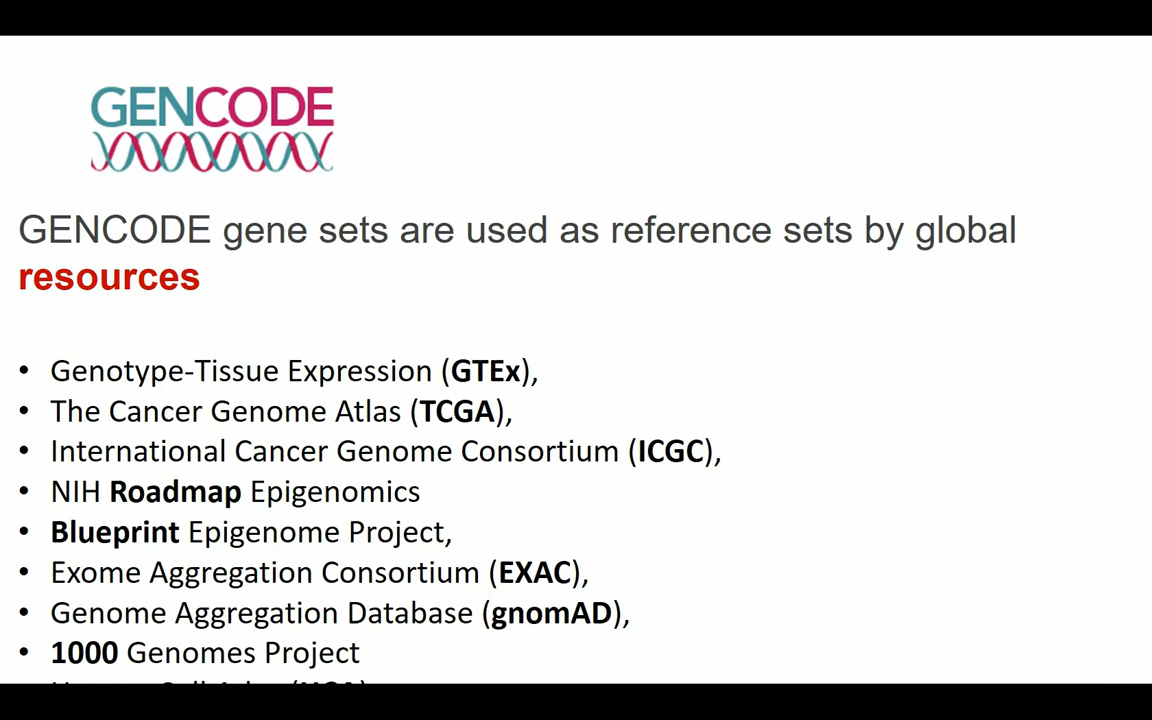 GENCODE
GENCODE gene sets are used as reference sets by global
resources
• Genotype-Tissue Expression (GTEx),
• The Cancer Genome Atlas (TCGA),
• International Cancer Genome Consortium (ICGC),
• NIH Roadmap Epigenomics
• Blueprint Epigenome Project,
• Exome Aggregation Consortium (EXAC),
• Genome Aggregation Database (gnomAD),
• 1000 Genomes Project